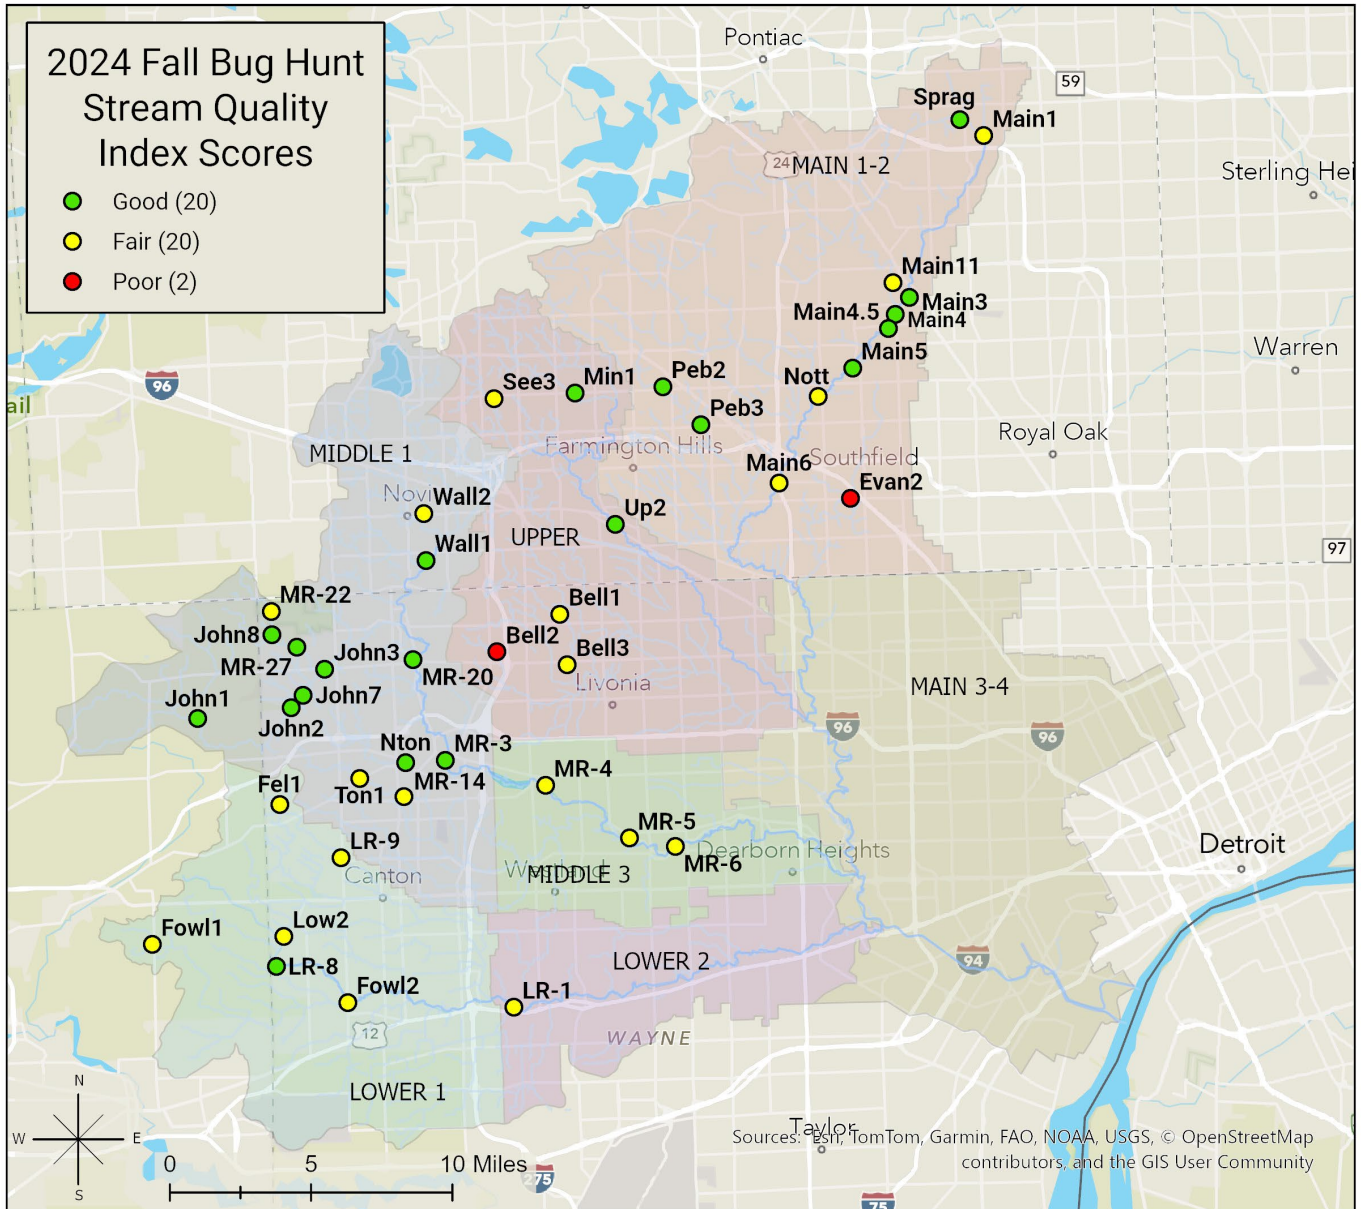 2024 Fall Bug Hunt
Stream Quality
Index Scores
Good (20)
Fair (20)
Poor (2)
Pontiac
59
Sprag
Main1
24
MAIN 1-2
Sterling Hei
Main11
Main3
Main4.5
Main4
Warren
Main5
96
ail
See3
Min1
Peb2
Nott
Peb3
Royal Oak
Farmington Hills
MIDDLE 1
Southfield
Main6
Evan2
Novi
Wall2
Up2
UPPER
Wall1
97
MR-22
Bell1
John8
Bell2
John3
Bell3
MR-27
MR-20
Livonia
MAIN 3-4
John1
John7
John2
96
96
Nton
MR-3
MR-4
Fel1
Ton1
MR-14
MR-5
LR-9
Dearborn Heights
Detroit
MR-6
Canton
Westland
MIDDLE 3
Fowl1
Low2
LR-8
LOWER 2
94
Fowl2
LR-1
12
WAYNE
LOWER 1
N
W
E
S
Taylor
Sources: Esri, TomTom, Garmin, FAO, NOAA, USGS, © OpenStreetMap
contributors, and the GIS User Community
0 5 10 Miles
275
75